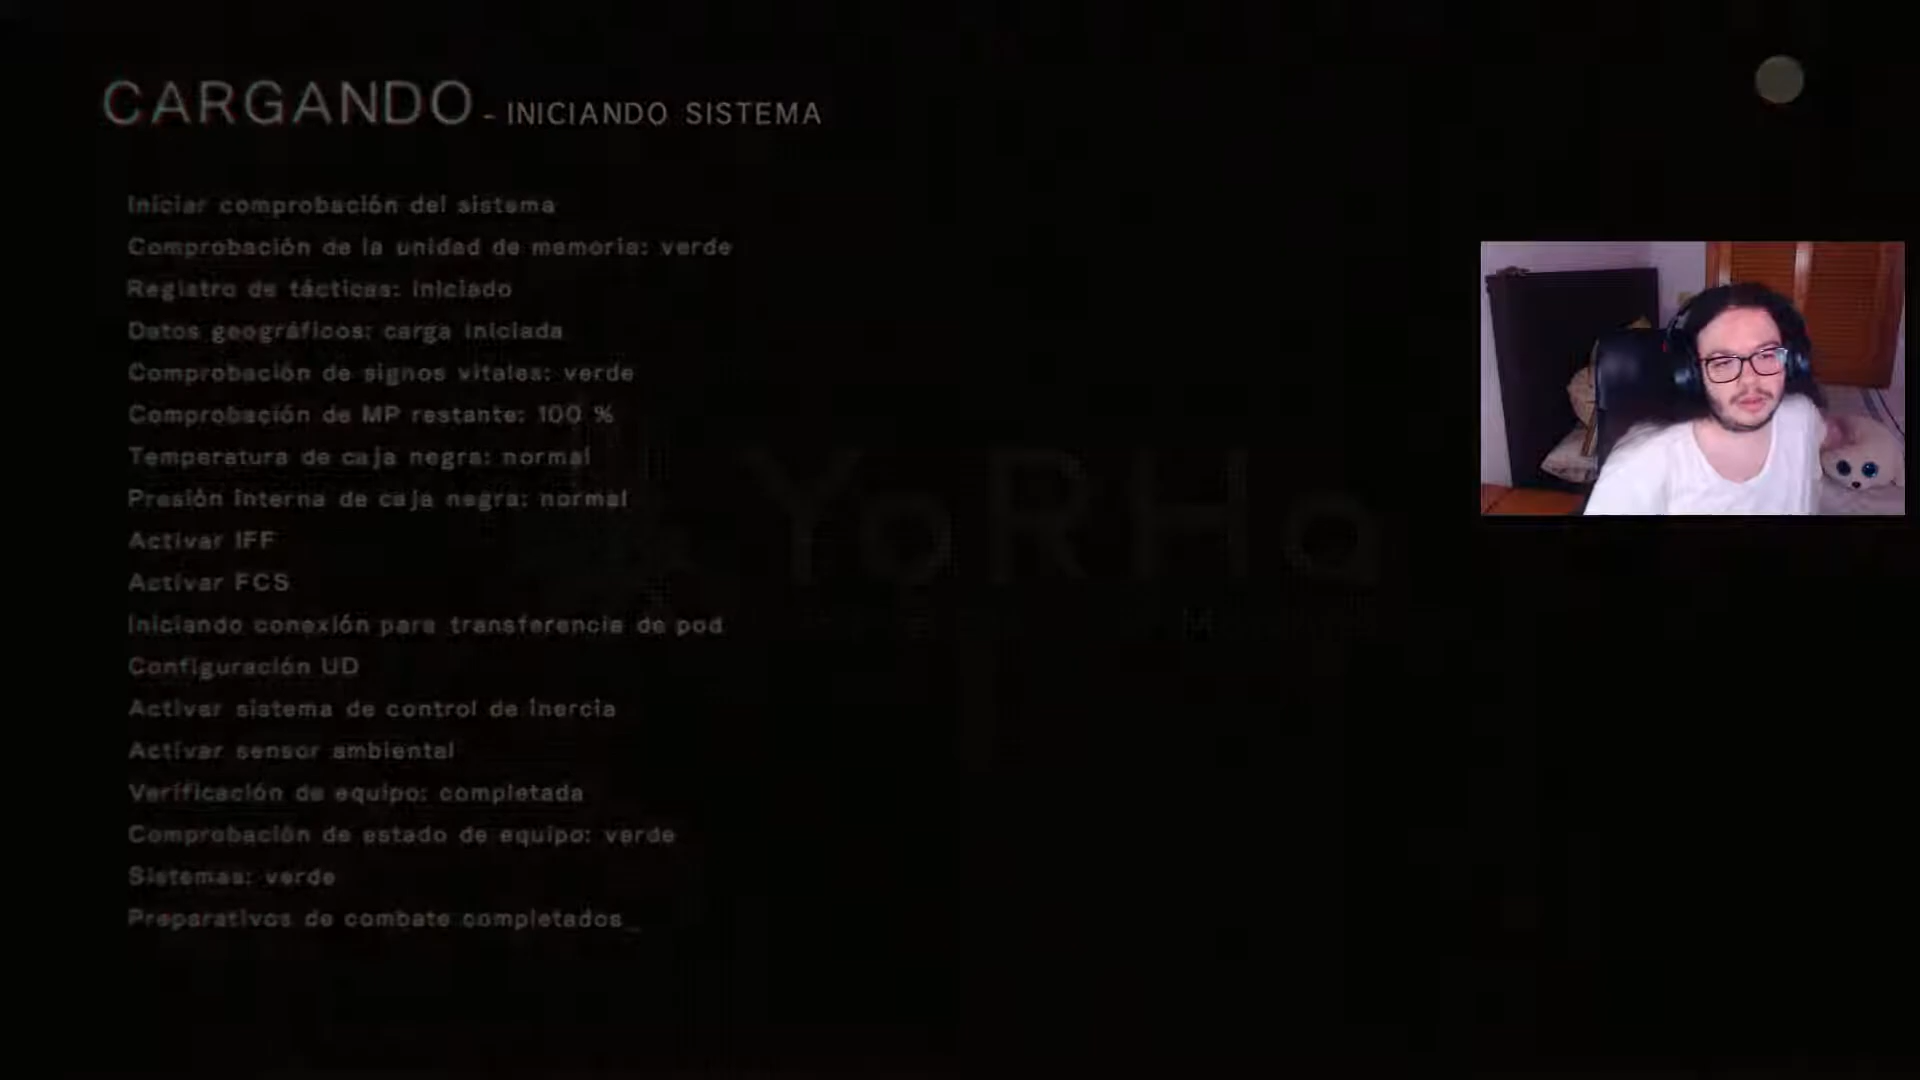 CARGANDO - INICIANDO SISTEMA
Iniciar comprobación del sistema
Comprobación de la unidad de memoria: verde
Registro de tácticas: iniciado
Datos geográficos: carga iniciada
Comprobación de signos vitales: verde
Comprobación de MP restante: 100 %
Temperatura de caja negra: normal
Presión interna de caja negra: normal
Activar IFF
Activar FCS
Iniciando conexión para transferencia de pod
Configuración UD
Activar sistema de control de inercia
Activar sensor ambiental
Verificación de equipo: completada
Comprobación de estado de equipo: verde
Sistemas: verde
Preparativos de combate completados_
YoRHa